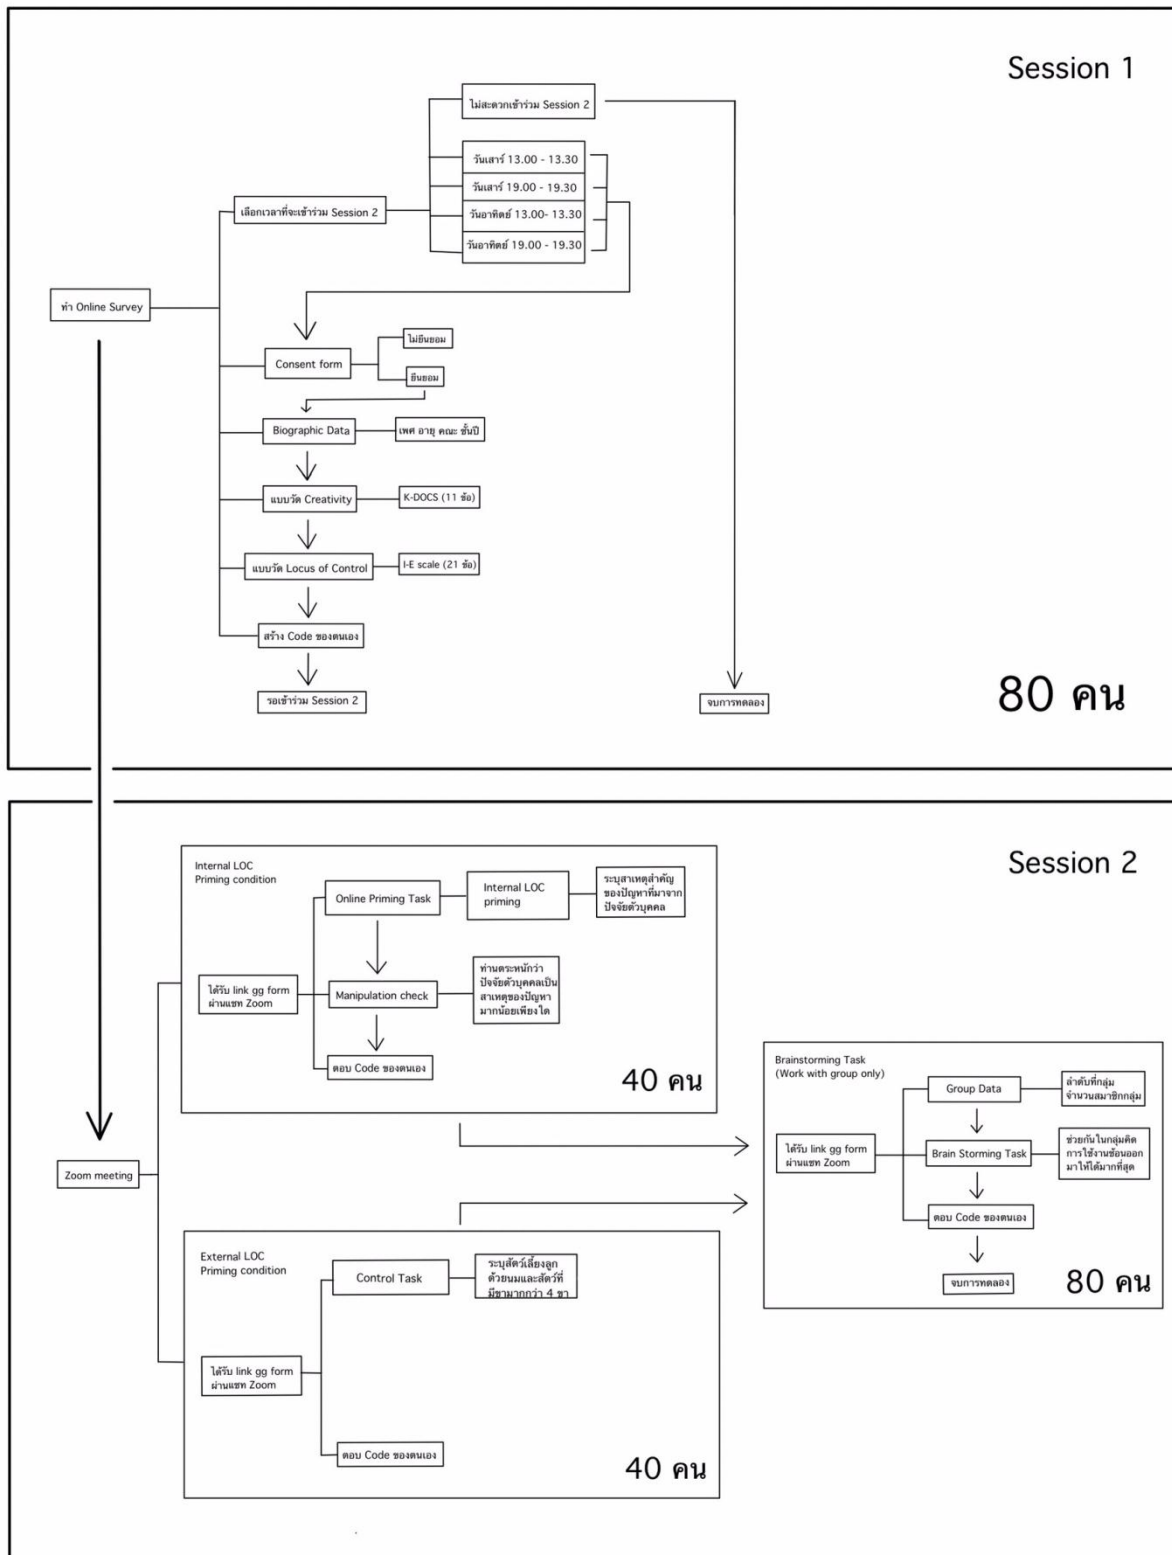 Session 1
ไม่สะดวกเข้าร่วม Session 2
วันเสาร์ 13.00 - 13.30
วันเสาร์ 19.00 - 19.30
เลือกเวลาที่จะเข้าร่วม Session 2
วันอาทิตย์ 13.00- 13.30
วันอาทิตย์ 19.00 - 19.30
ทำ Online Survey
ไม่ยินยอม
Consent form
ยินยอม
Biographic Data
เพศ อายุ คณะ ชั้นปี
แบบวัด Creativity
K-DOCS (11 ข้อ)
แบบวัด Locus of Control
I-E scale (21 ข้อ)
สร้าง Code ของตนเอง
รอเข้าร่วม Session 2
จบการทดลอง
80 คน
Session 2
Internal LOC
Priming condition
Online Priming Task
Internal LOC
priming
ระบุสาเหตุสำคัญ
ของปัญหาที่มาจาก
ปัจจัยตัวบุคคล
ได้รับ link gg form
ผ่านแชท Zoom
Manipulation check
ท่านตระหนักว่า
ปัจจัยตัวบุคคลเป็น
สาเหตุของปัญหา
มากน้อยเพียงใด
ตอบ Code ของตนเอง
40 คน
Zoom meeting
Brainstorming Task
(Work with group only)
Group Data
ลำดับที่กลุ่ม
จำนวนสมาชิกกลุ่ม
ได้รับ link gg form
ผ่านแชท Zoom
Brain Storming Task
ช่วยกันในกลุ่มคิด
การใช้งานช้อนออก
มาให้ได้มากที่สุด
ตอบ Code ของตนเอง
จบการทดลอง
80 คน
External LOC
Priming condition
Control Task
ระบุสัตว์เลี้ยงลูก
ด้วยนมและสัตว์ที่
มีขามากกว่า 4 ขา
ได้รับ link gg form
ผ่านแชท Zoom
ตอบ Code ของตนเอง
40 คน